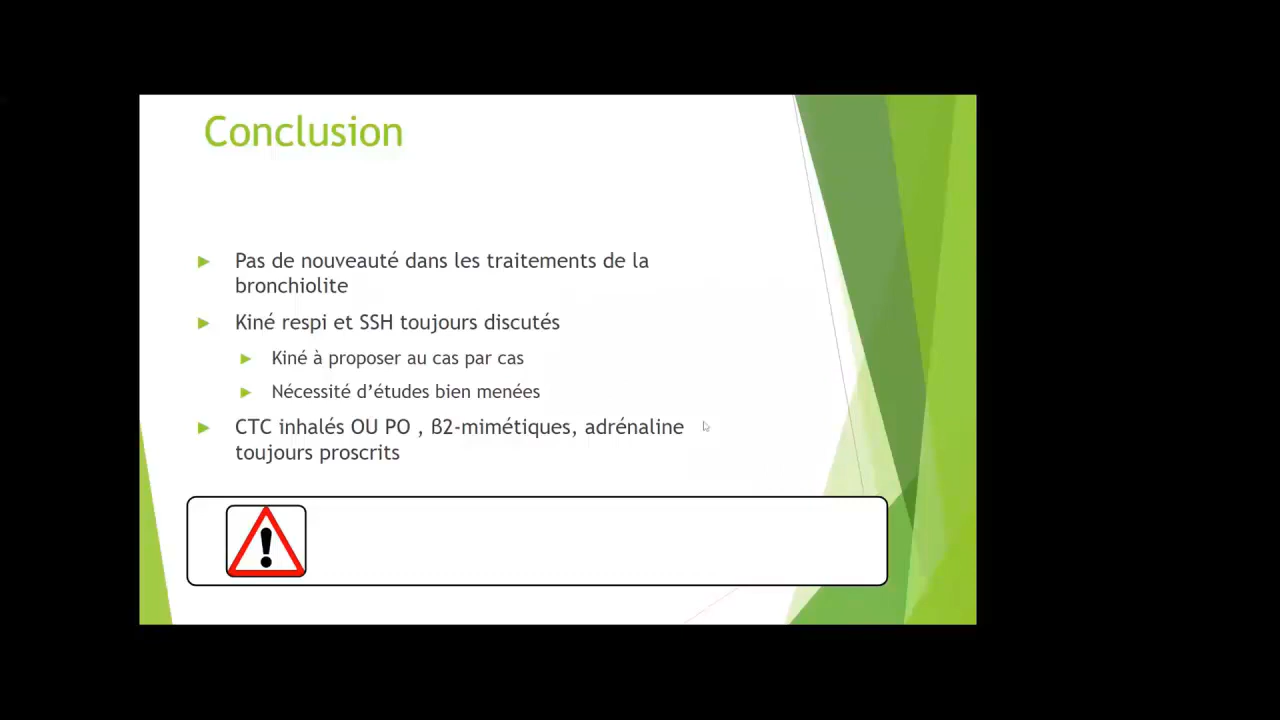 Conclusion
Pas de nouveauté dans les traitements de la
bronchiolite
Kiné respi et SSH toujours discutés
Kiné à proposer au cas par cas
Nécessité d’études bien menées
CTC inhalés OU PO , ß2-mimétiques, adrénaline
toujours proscrits